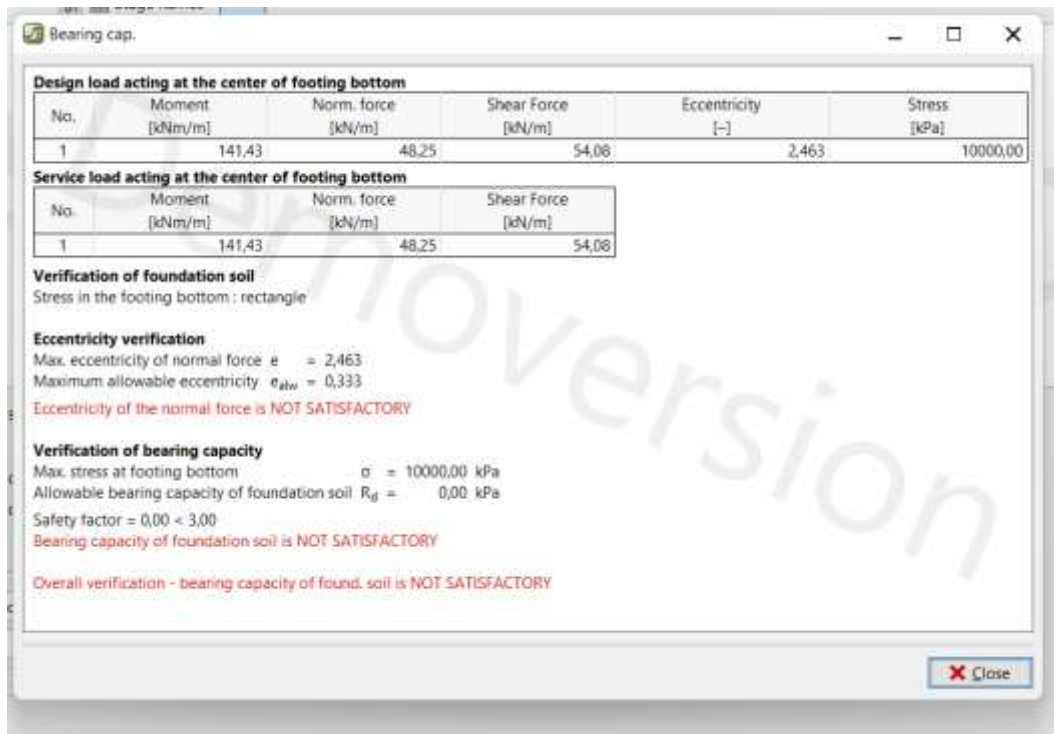 Bearing cap.
Design load acting at the center of footing bottom
No. Moment Norm. force Shear Force Eccentricity Stress
[kNm/m] [kN/m] [kN/m] [–] [kPa]
1 141,43 48,25 54,08 2,463 10000,00
Service load acting at the center of footing bottom
No. Moment Norm. force Shear Force
[kNm/m] [kN/m] [kN/m]
1 141,43 48,25 54,08
Verification of foundation soil
Stress in the footing bottom : rectangle
Eccentricity verification
Max. eccentricity of normal force e = 2,463
Maximum allowable eccentricity e_alw = 0,333
Eccentricity of the normal force is NOT SATISFACTORY
Verification of bearing capacity
Max. stress at footing bottom σ = 10000,00 kPa
Allowable bearing capacity of foundation soil R_d = 0,00 kPa
Safety factor = 0,00 < 3,00
Bearing capacity of foundation soil is NOT SATISFACTORY
Overall verification - bearing capacity of found. soil is NOT SATISFACTORY
Demoversion
Close